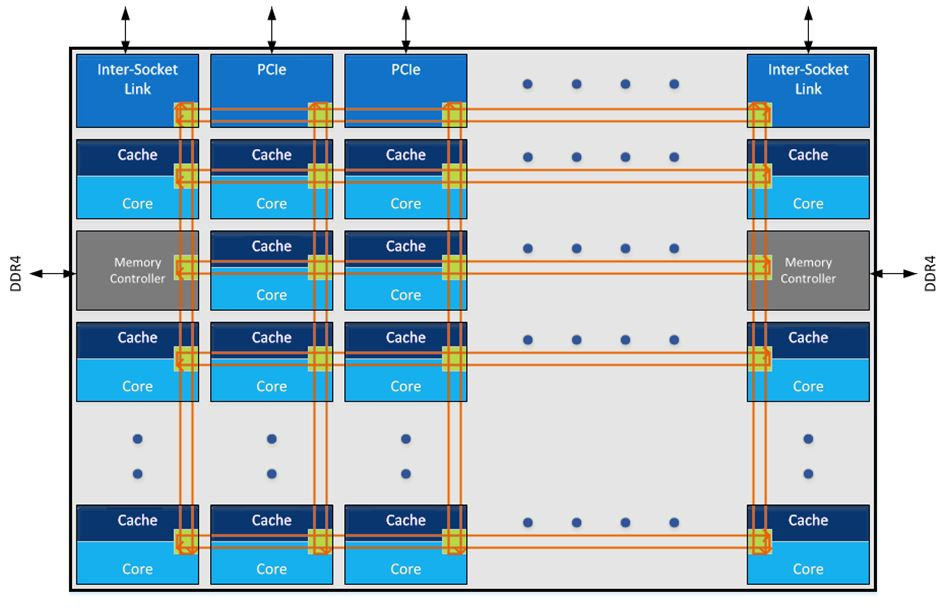 Inter-Socket
Link
PCIe
PCIe
Inter-Socket
Link
Cache
Cache
Cache
Cache
Core
Core
Core
Core
DDR4
Memory
Controller
Cache
Core
Cache
Core
Memory
Controller
DDR4
Cache
Cache
Cache
Cache
Core
Core
Core
Core
Cache
Cache
Cache
Cache
Core
Core
Core
Core